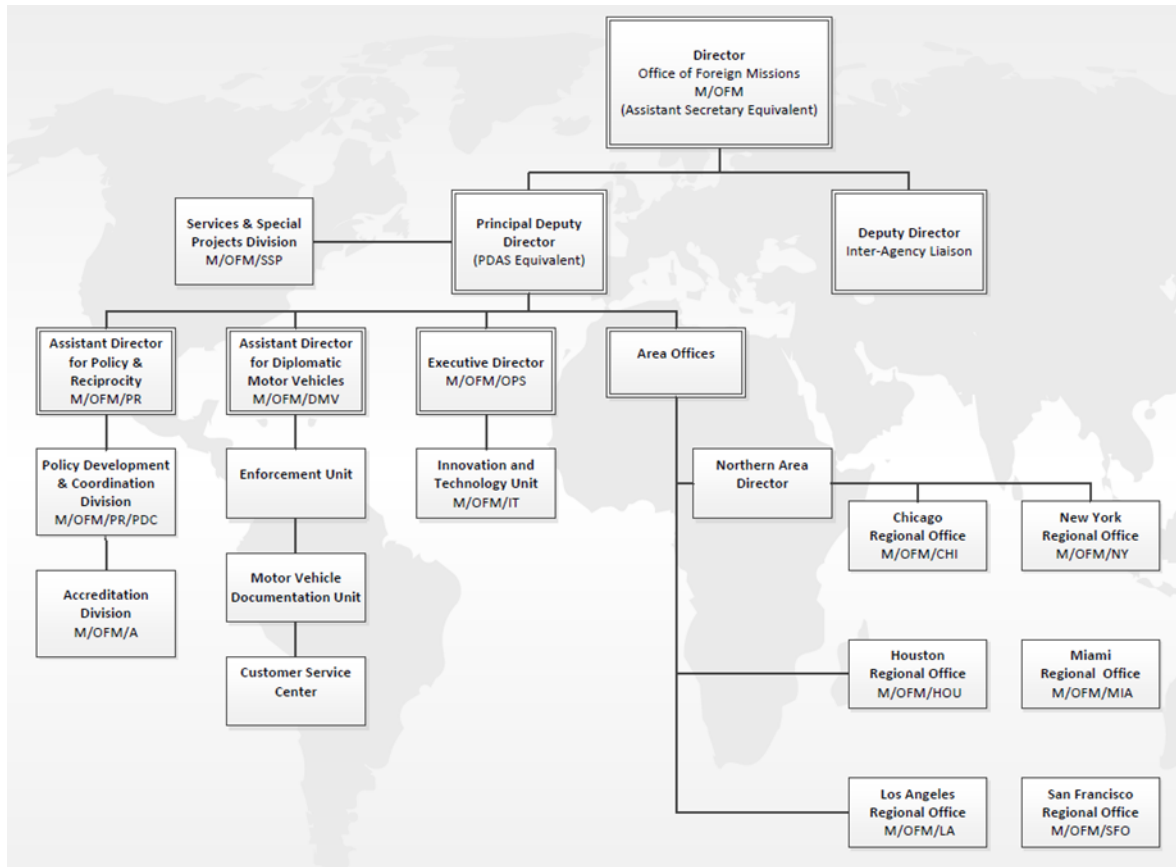 Director
Office of Foreign Missions
M/OFM
(Assistant Secretary Equivalent)
Services & Special
Projects Division
M/OFM/SSP
Principal Deputy
Director
(PDAS Equivalent)
Deputy Director
Inter-Agency Liaison
Assistant Director
for Policy &
Reciprocity
M/OFM/PR
Assistant Director
for Diplomatic
Motor Vehicles
M/OFM/DMV
Executive Director
M/OFM/OPS
Area Offices
Policy Development
& Coordination
Division
M/OFM/PR/PDC
Enforcement Unit
Innovation and
Technology Unit
M/OFM/IT
Northern Area
Director
Chicago
Regional Office
M/OFM/CHI
New York
Regional Office
M/OFM/NY
Accreditation
Division
M/OFM/A
Motor Vehicle
Documentation Unit
Customer Service
Center
Houston
Regional Office
M/OFM/HOU
Miami
Regional  Office
M/OFM/MIA
Los Angeles
Regional Office
M/OFM/LA
San Francisco
Regional Office
M/OFM/SFO